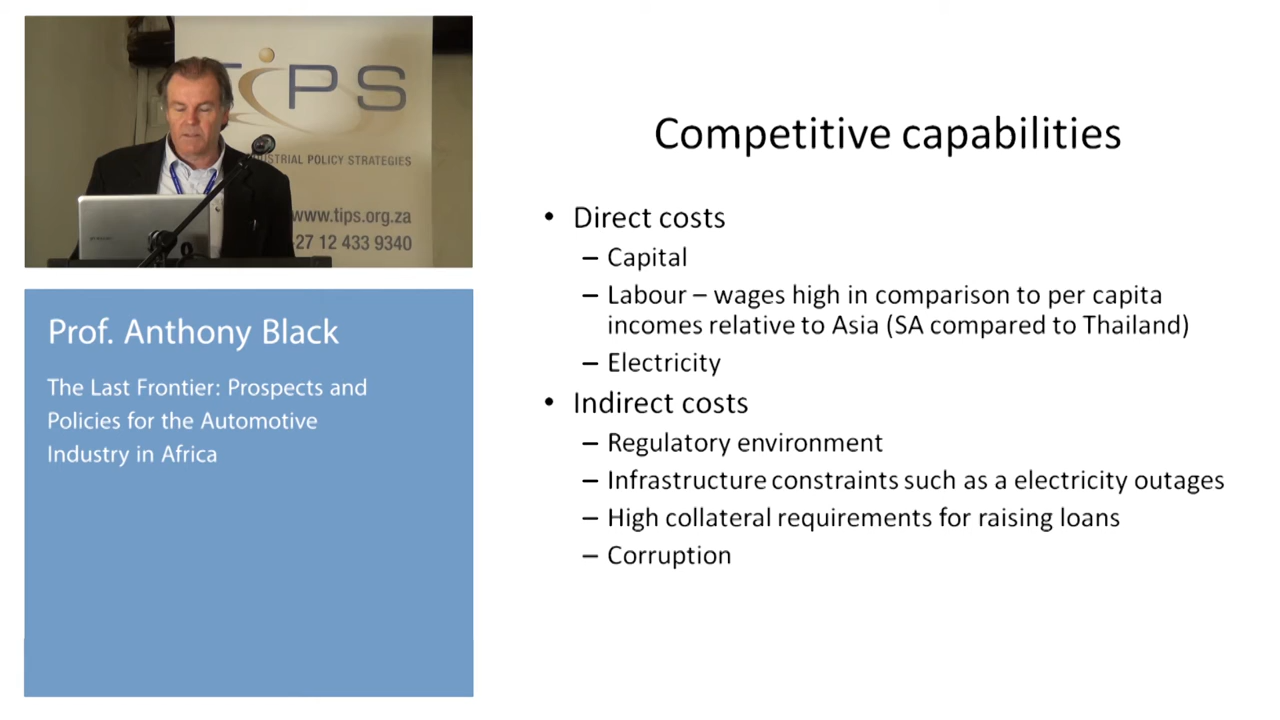 TiPS
STRIAL POLICY STRATEGIES
www.tips.org.za
27 12 433 9340
Prof. Anthony Black
The Last Frontier: Prospects and
Policies for the Automotive
Industry in Africa
Competitive capabilities
• Direct costs
– Capital
– Labour – wages high in comparison to per capita
incomes relative to Asia (SA compared to Thailand)
– Electricity
• Indirect costs
– Regulatory environment
– Infrastructure constraints such as a electricity outages
– High collateral requirements for raising loans
– Corruption